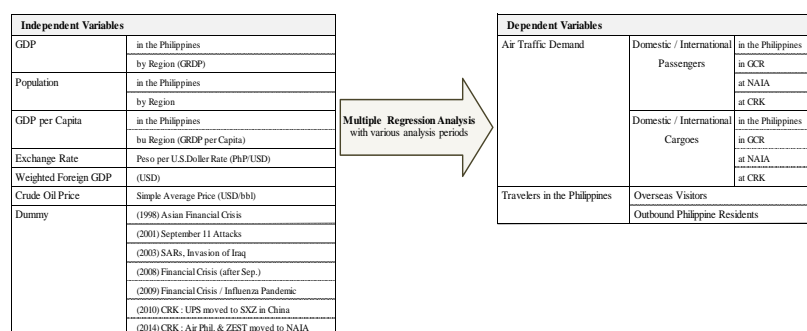 Independent Variables
GDP
in the Philippines
by Region (GRDP)
Population
in the Philippines
by Region
GDP per Capita
in the Philippines
bu Region (GRDP per Capita)
Exchange Rate
Peso per U.S.Doller Rate (PhP/USD)
Weighted Foreign GDP
(USD)
Crude Oil Price
Simple Average Price (USD/bbl)
Dummy
(1998) Asian Financial Crisis
(2001) September 11 Attacks
(2003) SARs, Invasion of Iraq
(2008) Financial Crisis (after Sep.)
(2009) Financial Crisis / Influenza Pandemic
(2010) CRK : UPS moved to SXZ in China
(2014) CRK : Air Phil. & ZEST moved to NAIA
Multiple Regression Analysis
with various analysis periods
Dependent Variables
Air Traffic Demand
Domestic / International
Passengers
in the Philippines
in GCR
at NAIA
at CRK
Domestic / International
Cargoes
in the Philippines
in GCR
at NAIA
at CRK
Travelers in the Philippines
Overseas Visitors
Outbound Philippine Residents